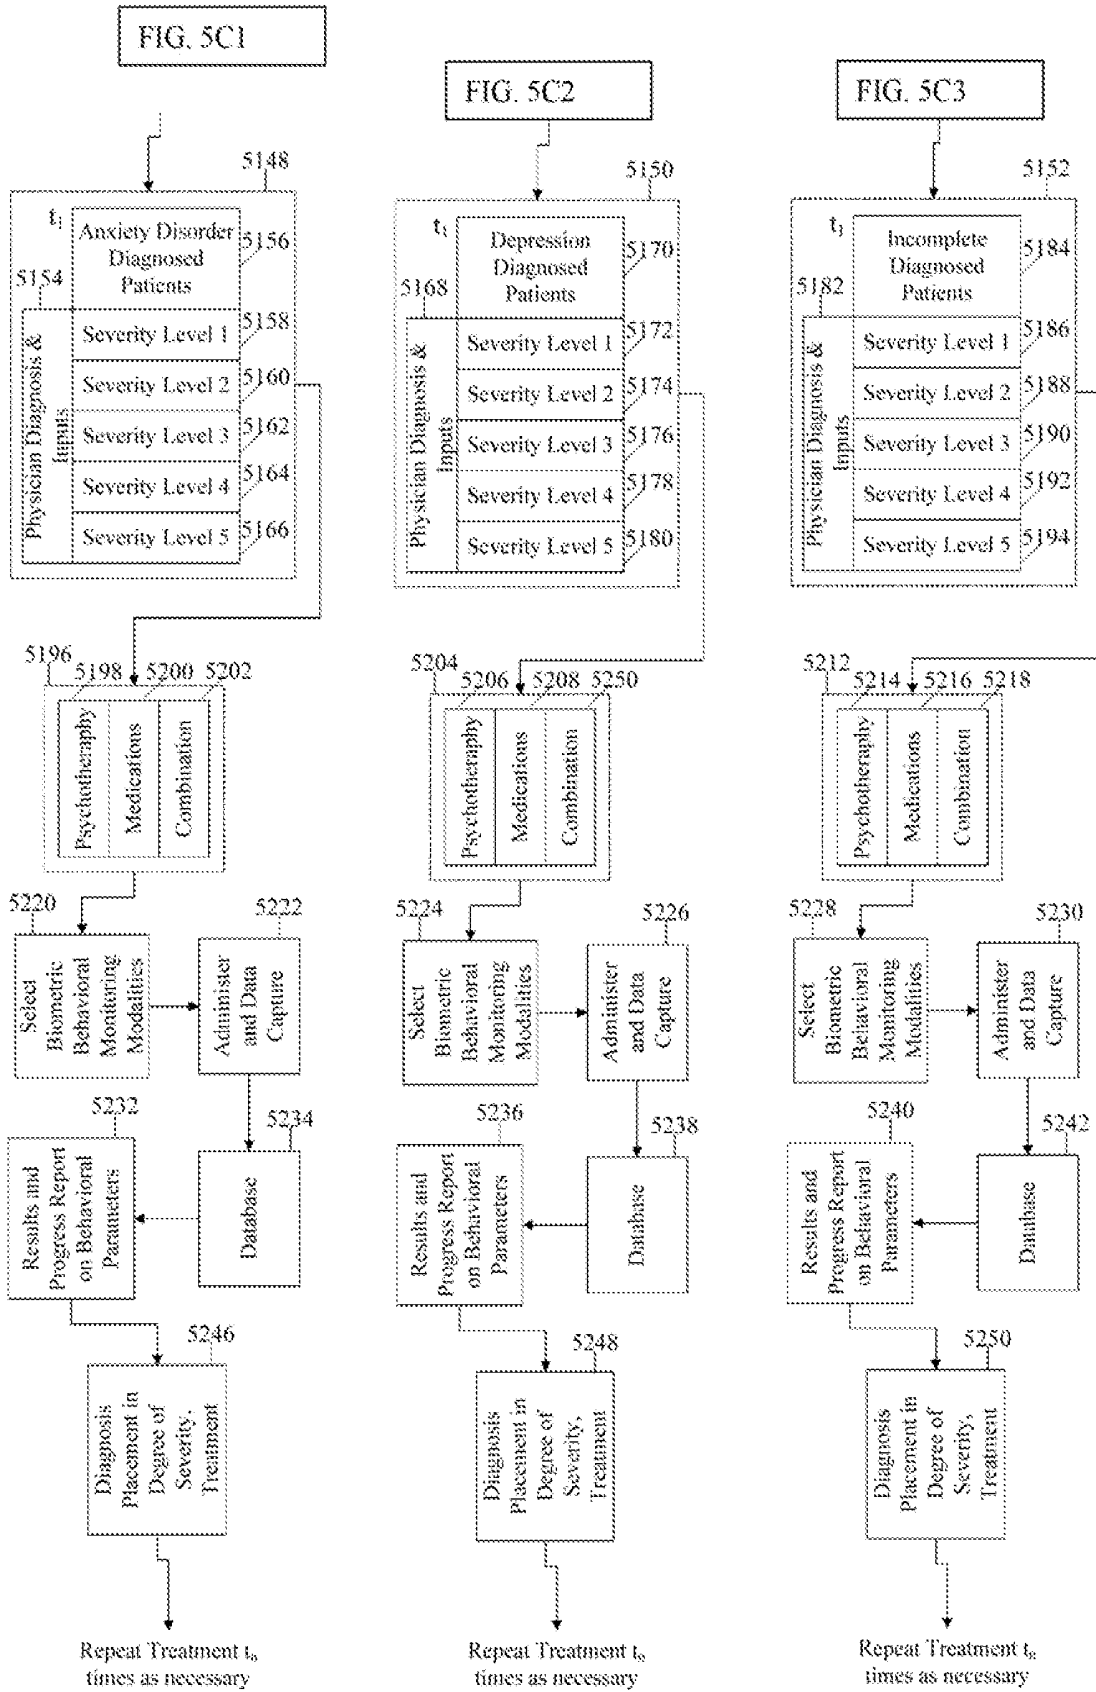 FIG. 5C1
5148
t1
Anxiety Disorder
Diagnosed
Patients
5156
5154
Physician Diagnosis &
Inputs
Severity Level 1
5158
Severity Level 2
5160
Severity Level 3
5162
Severity Level 4
5164
Severity Level 5
5166
5196
5198
5200
5202
Psychotheraphy
Medications
Combination
5220
Select
Biometric
Behavioral
Monitoring
Modalities
5222
Administer
and Data
Capture
5232
Results and
Progress Report
on Behavioral
Parameters
5234
Database
5246
Diagnosis
Placement in
Degree of
Severity,
Treatment
Repeat Treatment tn
times as necessary
FIG. 5C2
5150
t1
Depression
Diagnosed
Patients
5170
5168
Physician Diagnosis &
Inputs
Severity Level 1
5172
Severity Level 2
5174
Severity Level 3
5176
Severity Level 4
5178
Severity Level 5
5180
5204
5206
5208
5250
Psychotheraphy
Medications
Combination
5224
Select
Biometric
Behavioral
Monitoring
Modalities
5226
Administer
and Data
Capture
5236
Results and
Progress Report
on Behavioral
Parameters
5238
Database
5248
Diagnosis
Placement in
Degree of
Severity,
Treatment
Repeat Treatment tn
times as necessary
FIG. 5C3
5152
t1
Incomplete
Diagnosed
Patients
5184
5182
Physician Diagnosis &
Inputs
Severity Level 1
5186
Severity Level 2
5188
Severity Level 3
5190
Severity Level 4
5192
Severity Level 5
5194
5212
5214
5216
5218
Psychotheraphy
Medications
Combination
5228
Select
Biometric
Behavioral
Monitoring
Modalities
5230
Administer
and Data
Capture
5240
Results and
Progress Report
on Behavioral
Parameters
5242
Database
5250
Diagnosis
Placement in
Degree of
Severity,
Treatment
Repeat Treatment tn
times as necessary